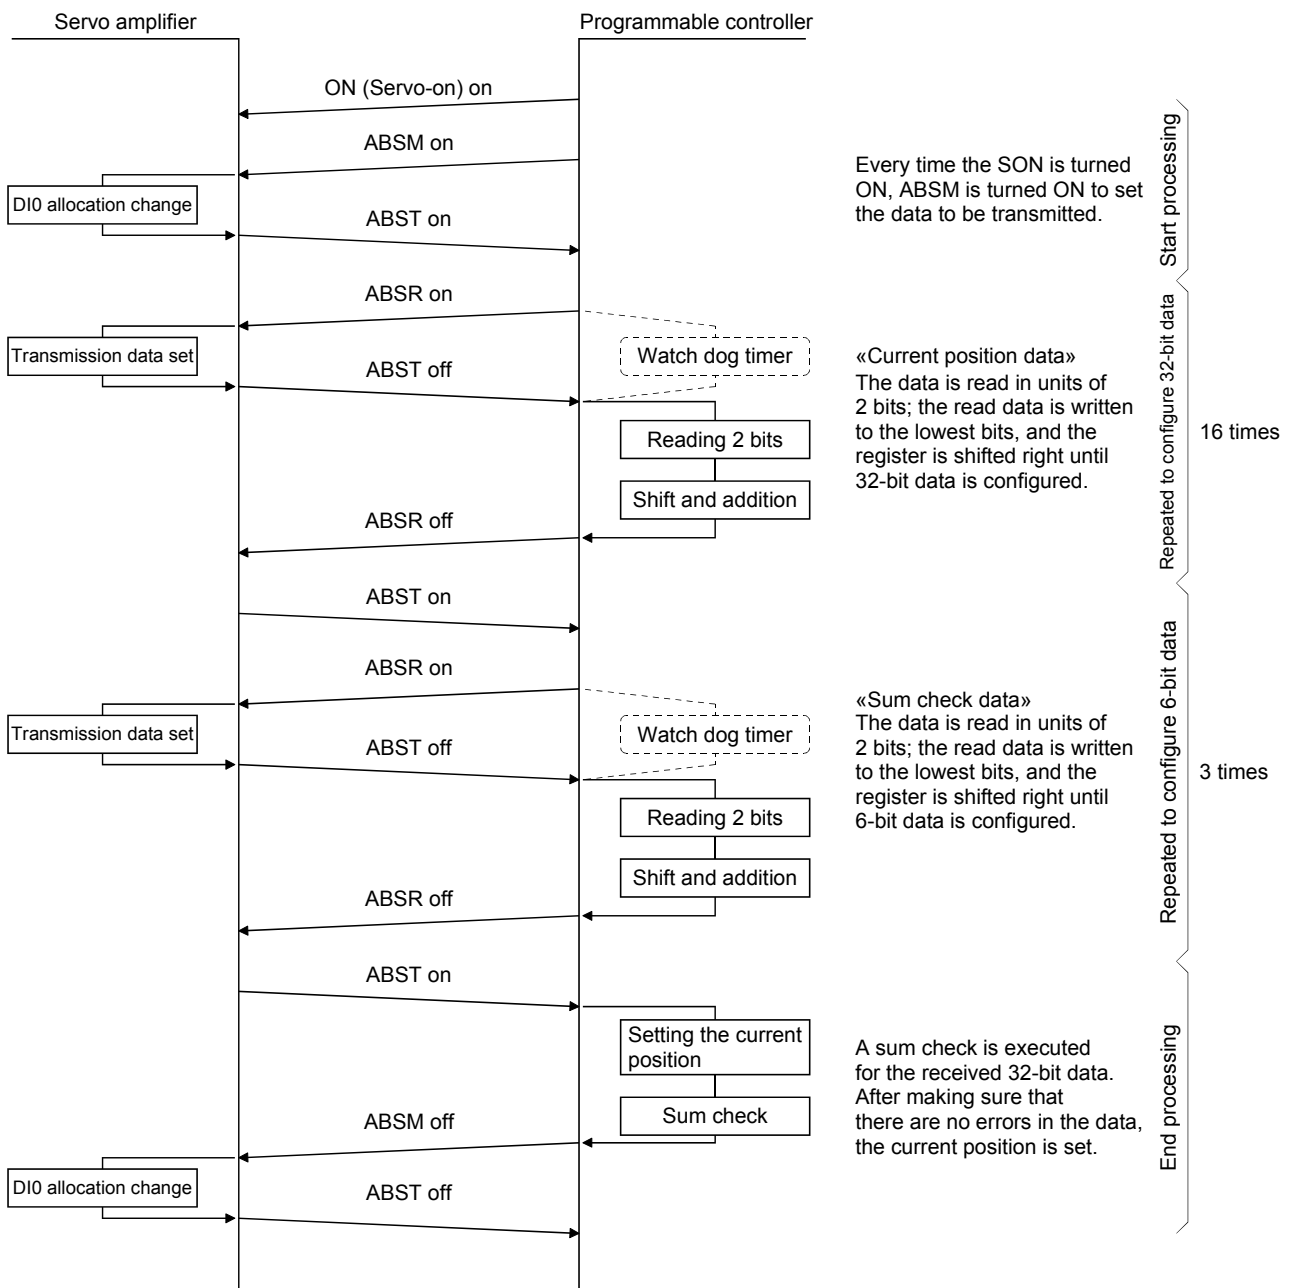 Servo amplifier
Programmable controller
ON (Servo-on) on
ABSM on
DI0 allocation change
ABST on
Every time the SON is turned
ON, ABSM is turned ON to set
the data to be transmitted.
Start processing
ABSR on
Transmission data set
Watch dog timer
ABST off
Reading 2 bits
Shift and addition
ABSR off
«Current position data»
The data is read in units of
2 bits; the read data is written
to the lowest bits, and the
register is shifted right until
32-bit data is configured.
Repeated to configure 32-bit data
16 times
ABST on
ABSR on
Transmission data set
Watch dog timer
ABST off
Reading 2 bits
Shift and addition
ABSR off
«Sum check data»
The data is read in units of
2 bits; the read data is written
to the lowest bits, and the
register is shifted right until
6-bit data is configured.
Repeated to configure 6-bit data
3 times
ABST on
Setting the current
position
Sum check
ABSM off
DI0 allocation change
ABST off
A sum check is executed
for the received 32-bit data.
After making sure that
there are no errors in the data,
the current position is set.
End processing